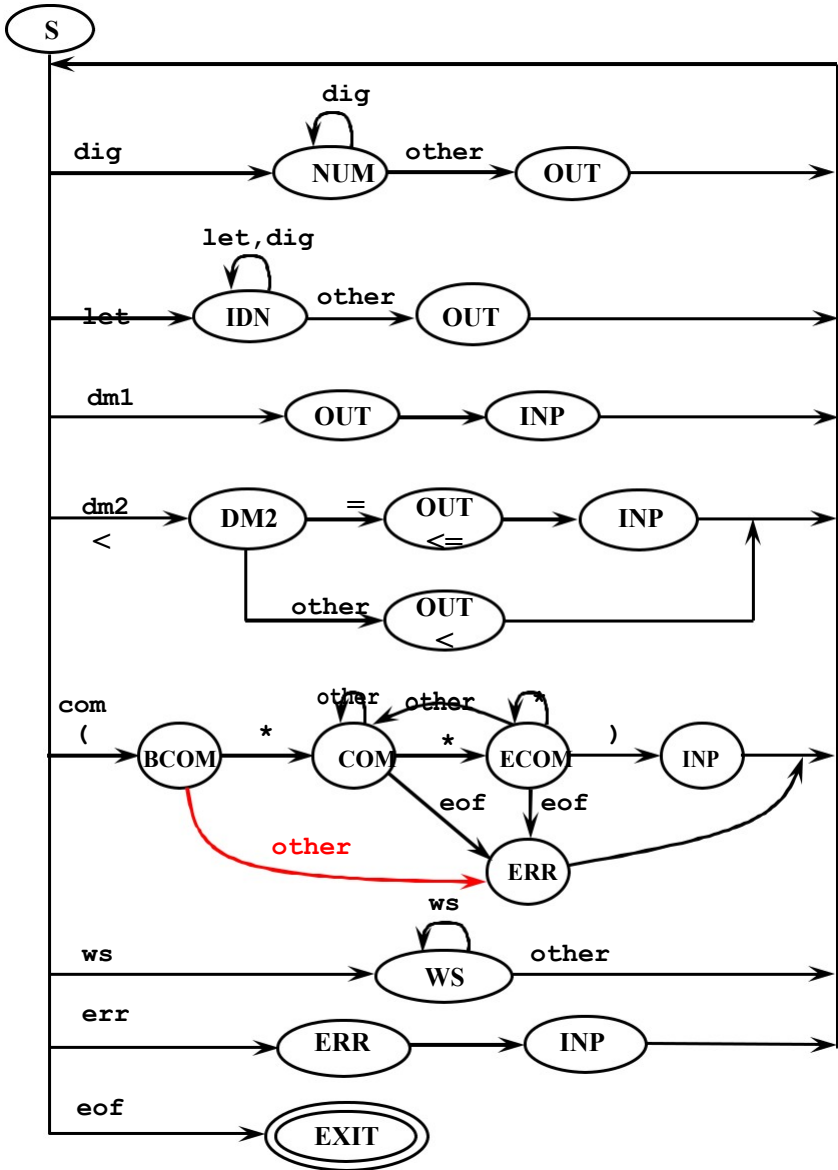 S
dig
dig
NUM
other
OUT
let,dig
let
IDN
other
OUT
dm1
OUT
INP
dm2
<
DM2
=
OUT
<=
INP
other
OUT
<
com
(
BCOM
*
other
COM
other
*
*
ECOM
)
INP
eof
eof
other
ERR
ws
ws
WS
other
err
ERR
INP
eof
EXIT